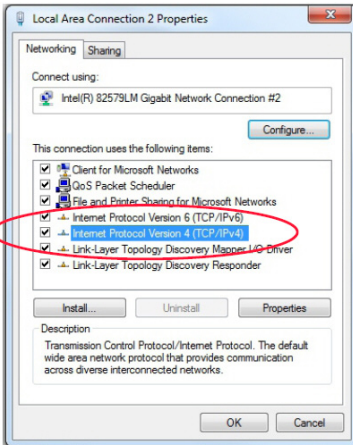 Local Area Connection 2 Properties
Networking Sharing
Connect using:
Intel(R) 82579LM Gigabit Network Connection #2
Configure...
This connection uses the following items:
Client for Microsoft Networks
QoS Packet Scheduler
File and Printer Sharing for Microsoft Networks
Internet Protocol Version 6 (TCP/IPv6)
Internet Protocol Version 4 (TCP/IPv4)
Link-Layer Topology Discovery Mapper I/O Driver
Link-Layer Topology Discovery Responder
Install... Uninstall Properties
Description
Transmission Control Protocol/Internet Protocol. The default
wide area network protocol that provides communication
across diverse interconnected networks.
OK Cancel